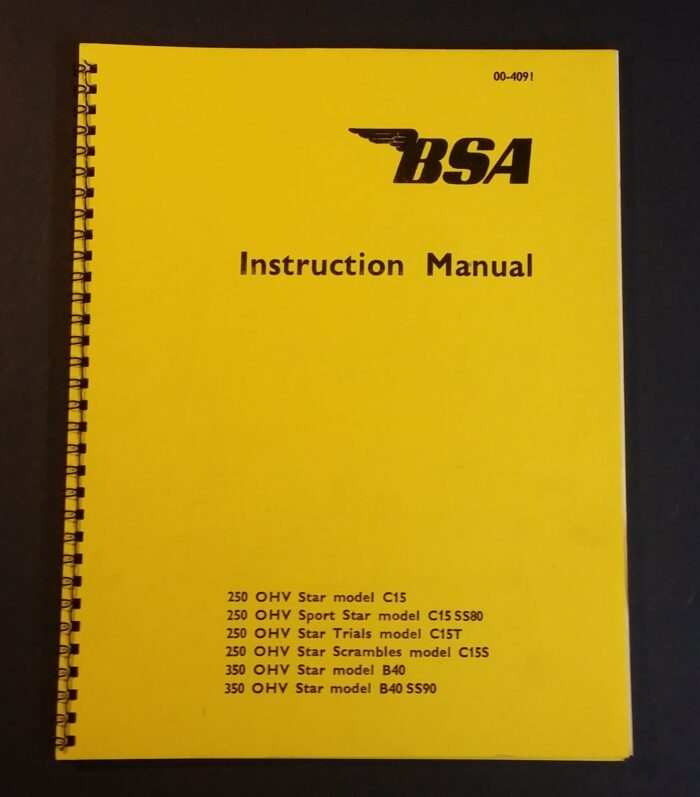 00-4091
BSA
Instruction Manual
250 OHV Star model C15
250 OHV Sport Star model C15 SS80
250 OHV Star Trials model C15T
250 OHV Star Scrambles model C15S
350 OHV Star model B40
350 OHV Star model B40 SS90